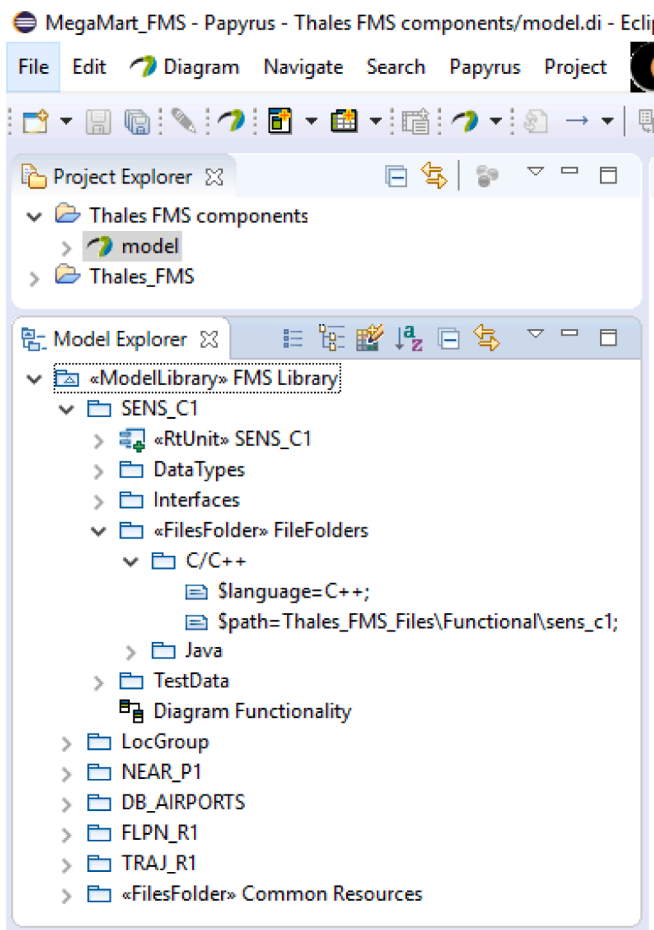 MegaMart_FMS - Papyrus - Thales FMS components/model.di - Ecli
File Edit Diagram Navigate Search Papyrus Project
Project Explorer
Thales FMS components
model
Thales_FMS
Model Explorer
«ModelLibrary» FMS Library
SENS_C1
«RtUnit» SENS_C1
DataTypes
Interfaces
«FilesFolder» FileFolders
C/C++
$language=C++;
$path=Thales_FMS_Files\Functional\sens_c1;
Java
TestData
Diagram Functionality
LocGroup
NEAR_P1
DB_AIRPORTS
FLPN_R1
TRAJ_R1
«FilesFolder» Common Resources